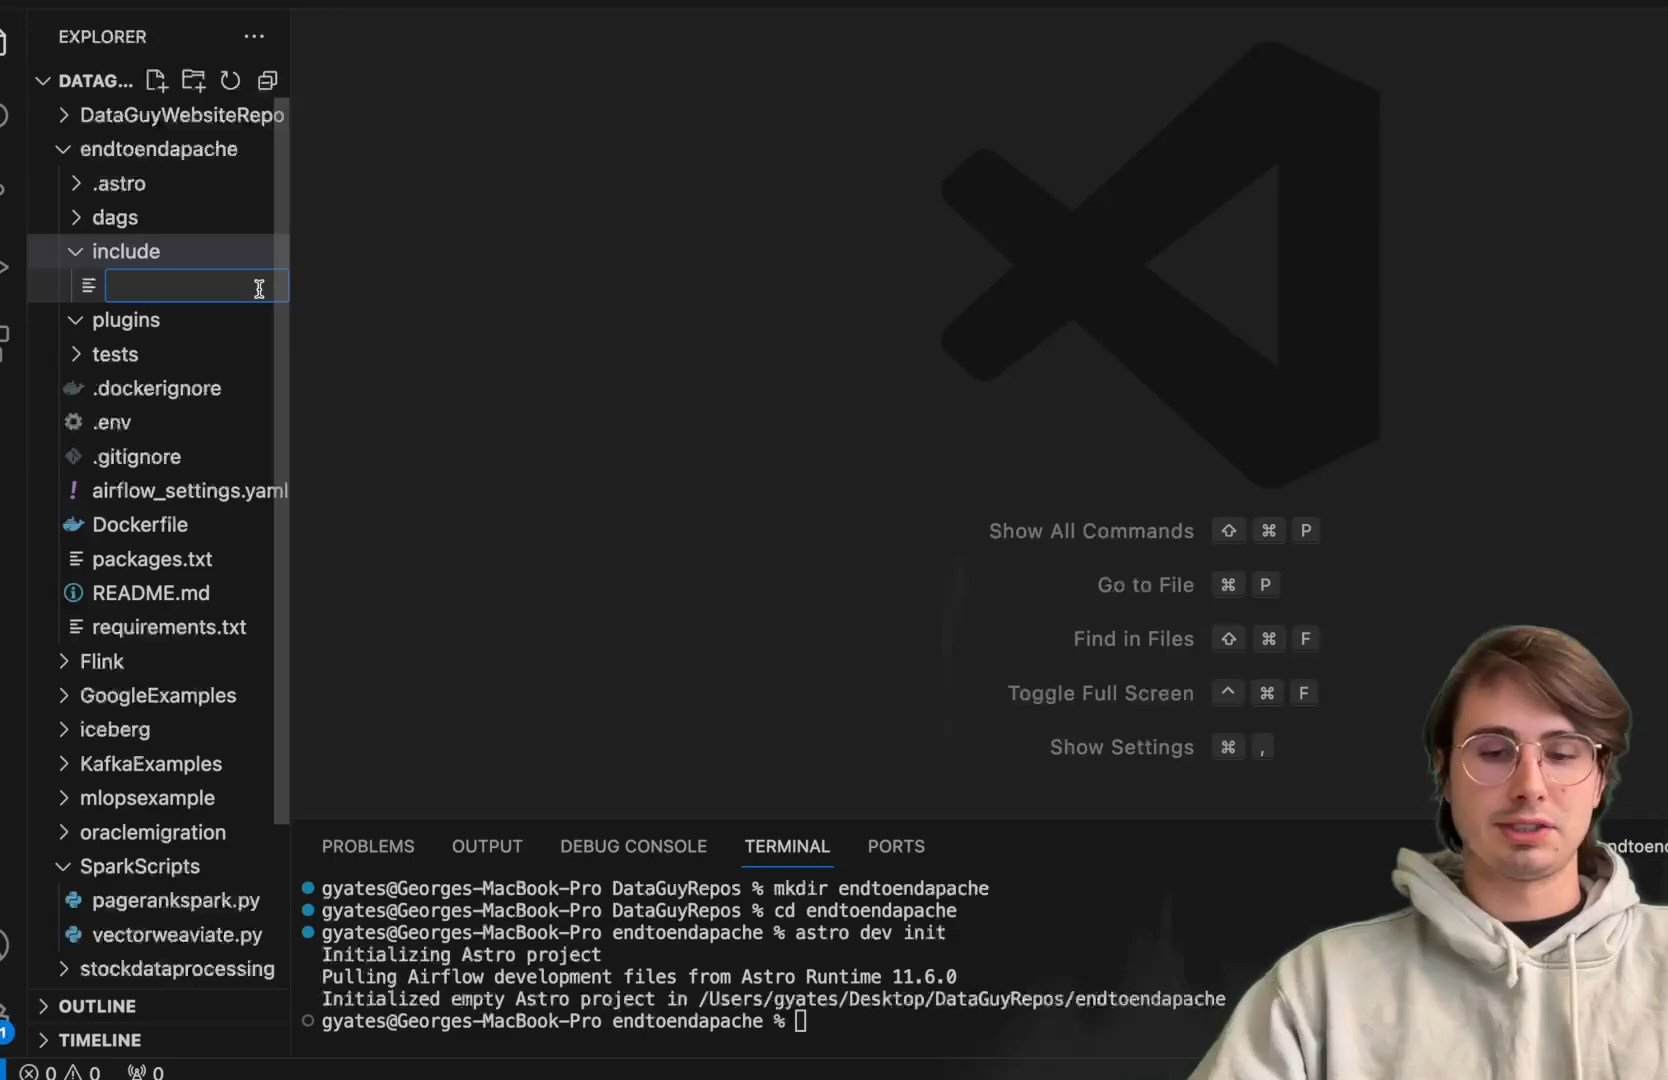 EXPLORER
DATAG...
DataGuyWebsiteRepo
endtoendapache
.astro
dags
include
plugins
tests
.dockerignore
.env
.gitignore
airflow_settings.yaml
Dockerfile
packages.txt
README.md
requirements.txt
Flink
GoogleExamples
iceberg
KafkaExamples
mlopsexample
oraclemigration
SparkScripts
pagerankspark.py
vectorweaviate.py
stockdataprocessing
OUTLINE
TIMELINE
1
0 0 0
Show All Commands ⇧ ⌘ P
Go to File ⌘ P
Find in Files ⇧ ⌘ F
Toggle Full Screen ^ ⌘ F
Show Settings ⌘ ,
PROBLEMS OUTPUT DEBUG CONSOLE TERMINAL PORTS
ndtoend
gyates@Georges-MacBook-Pro DataGuyRepos % mkdir endtoendapache
gyates@Georges-MacBook-Pro DataGuyRepos % cd endtoendapache
gyates@Georges-MacBook-Pro endtoendapache % astro dev init
Initializing Astro project
Pulling Airflow development files from Astro Runtime 11.6.0
Initialized empty Astro project in /Users/gyates/Desktop/DataGuyRepos/endtoendapache
gyates@Georges-MacBook-Pro endtoendapache %